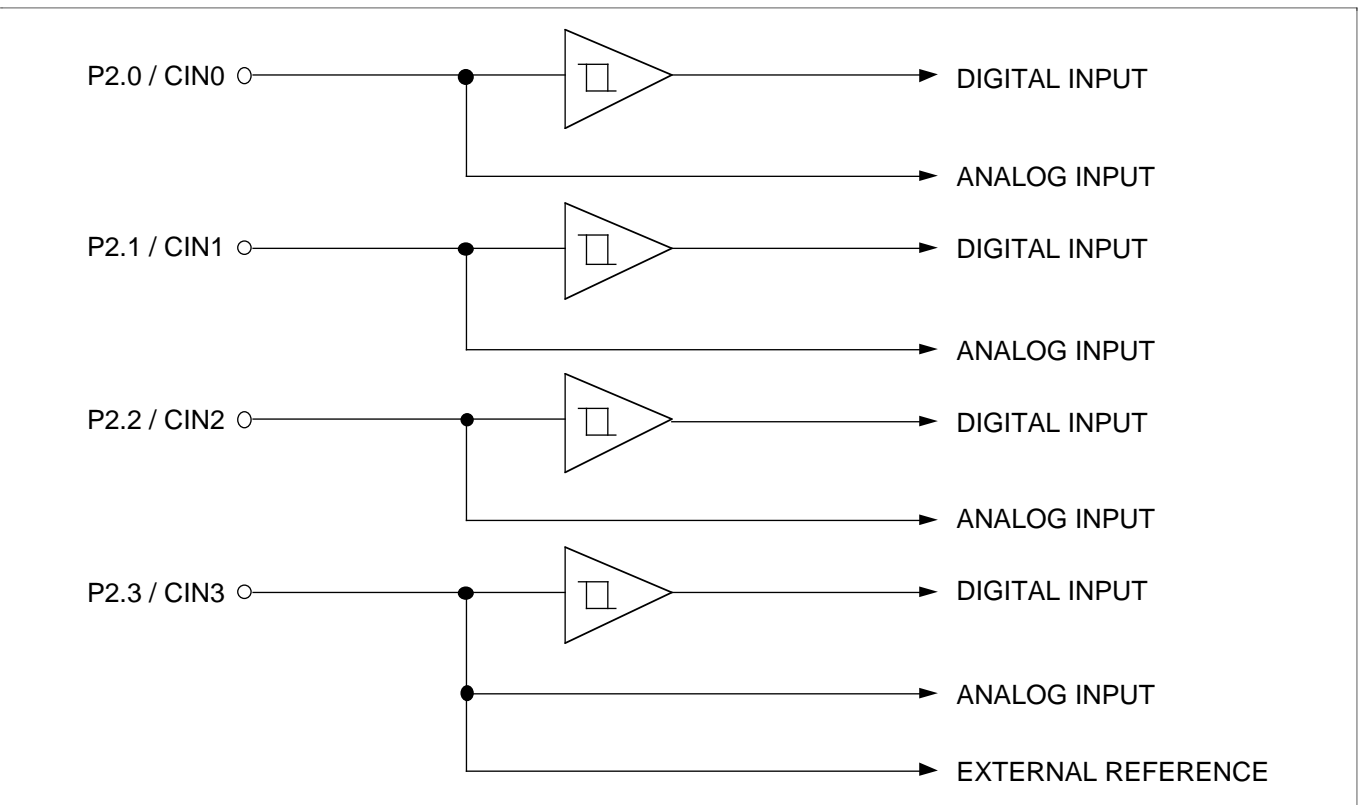 P2.0 / CIN0
DIGITAL INPUT
ANALOG INPUT
P2.1 / CIN1
DIGITAL INPUT
ANALOG INPUT
P2.2 / CIN2
DIGITAL INPUT
ANALOG INPUT
P2.3 / CIN3
DIGITAL INPUT
ANALOG INPUT
EXTERNAL REFERENCE